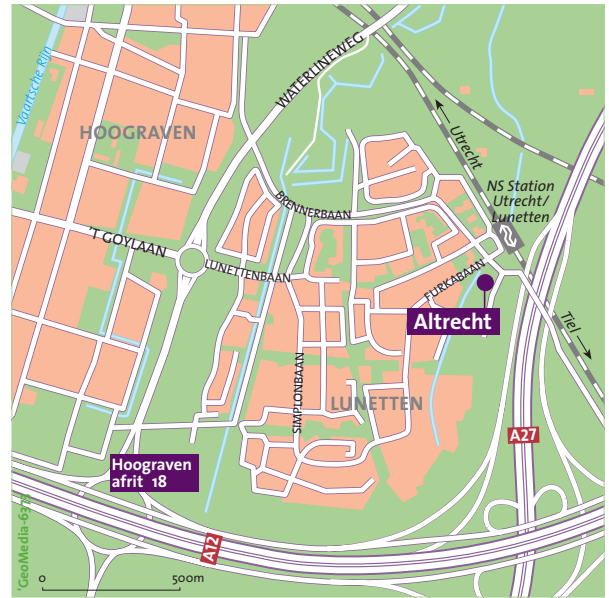 Vaartsche Rijn
HOOGRAVEN
WATERLINEWEG
Utrecht
NS Station
Utrecht/
Lunetten
BRENNERBAAN
'T GOYLAAN
LUNETTENBAAN
FURKABAAN
Altrecht
Tiel
SIMPLONBAAN
LUNETTEN
A27
Hoograven
afrit 18
A12
GeoMedia-637
0 500m